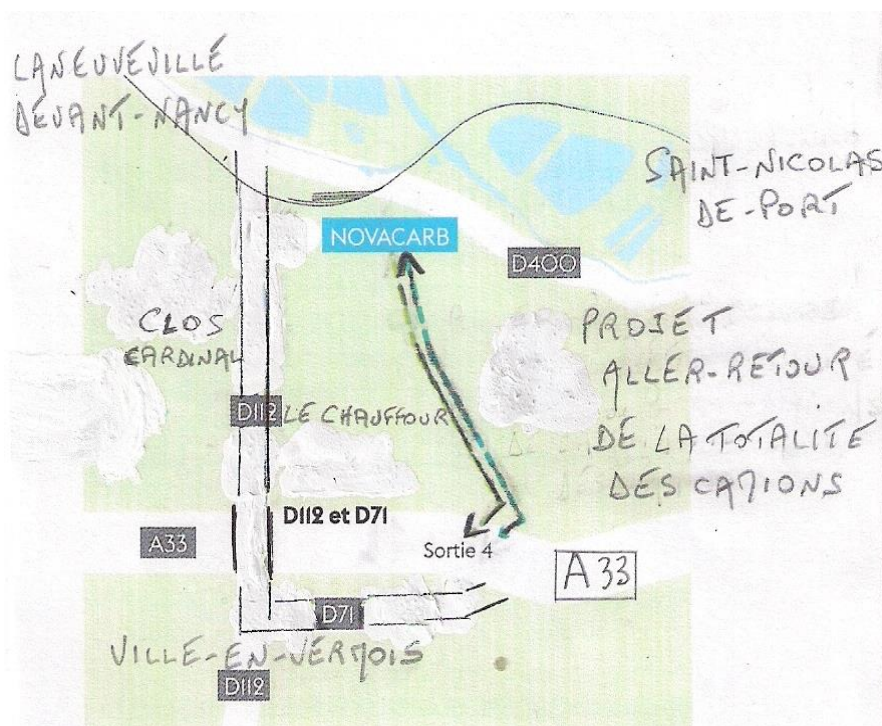 LANEUVEVILLE
DEVANT-NANCY
SAINT-NICOLAS
DE-PORT
NOVACARB
D400
CLOS
CARDINAL
PROJET
ALLER-RETOUR
DE LA TOTALITE
DES CAMIONS
D112
LE CHAUFFOUR
D112 et D71
A33
Sortie 4
A33
D71
VILLE-EN-VERMOIS
D112